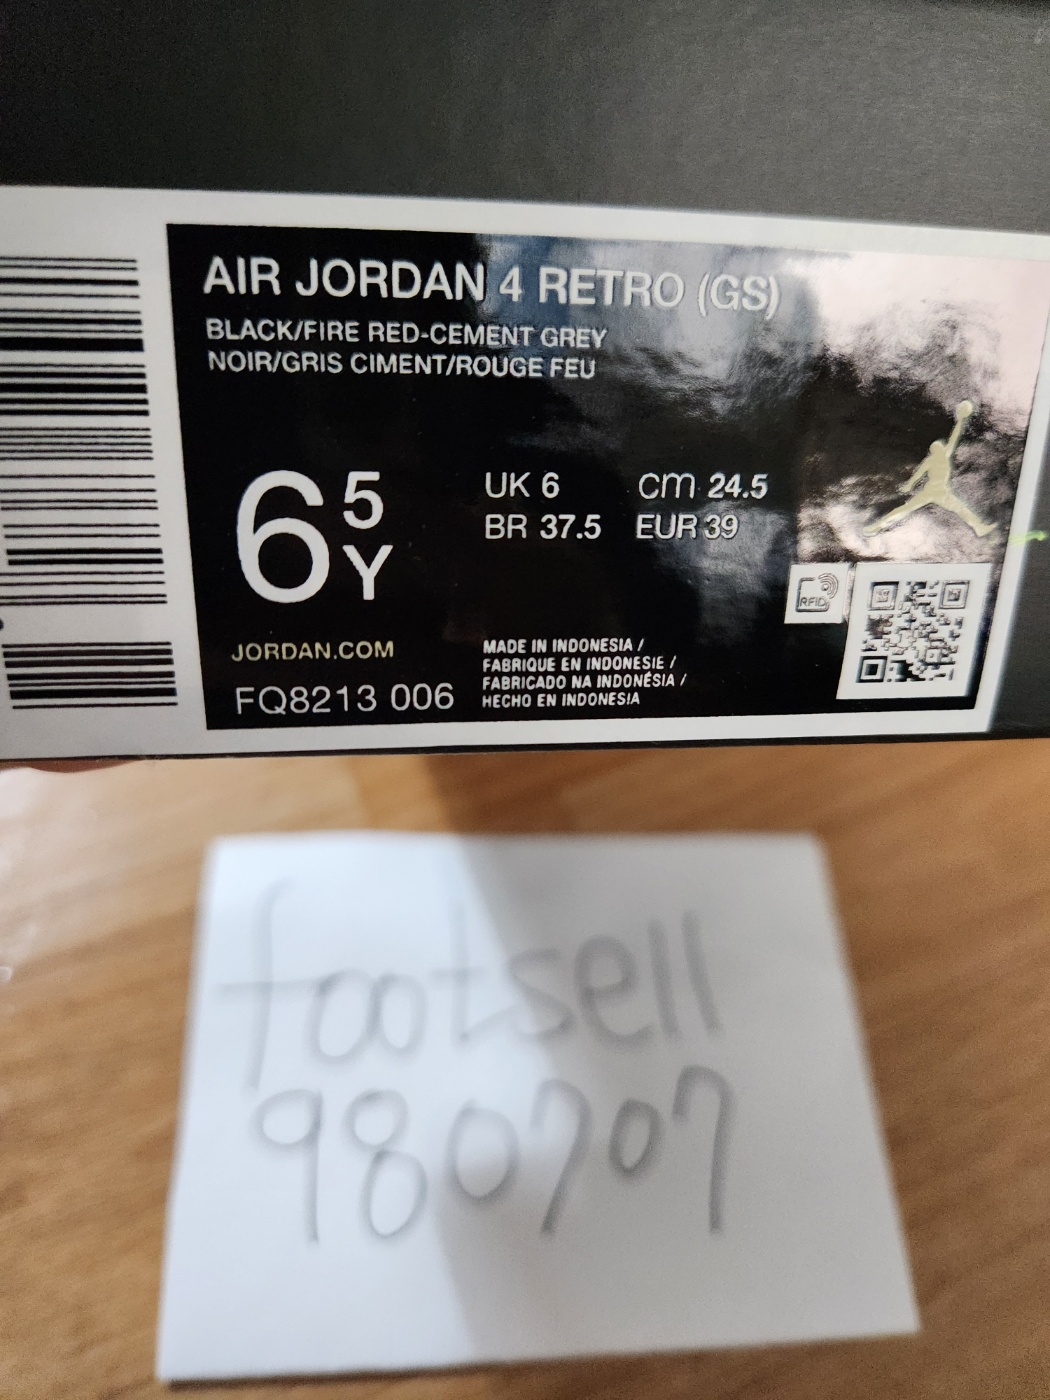 AIR JORDAN 4 RETRO (GS)
BLACK/FIRE RED-CEMENT GREY
NOIR/GRIS CIMENT/ROUGE FEU
6 5 Y
UK 6 cm 24.5
BR 37.5 EUR 39
RFID
JORDAN.COM
FQ8213 006
MADE IN INDONESIA /
FABRIQUE EN INDONESIE /
FABRICADO NA INDONÉSIA /
HECHO EN INDONESIA
footsell
980707